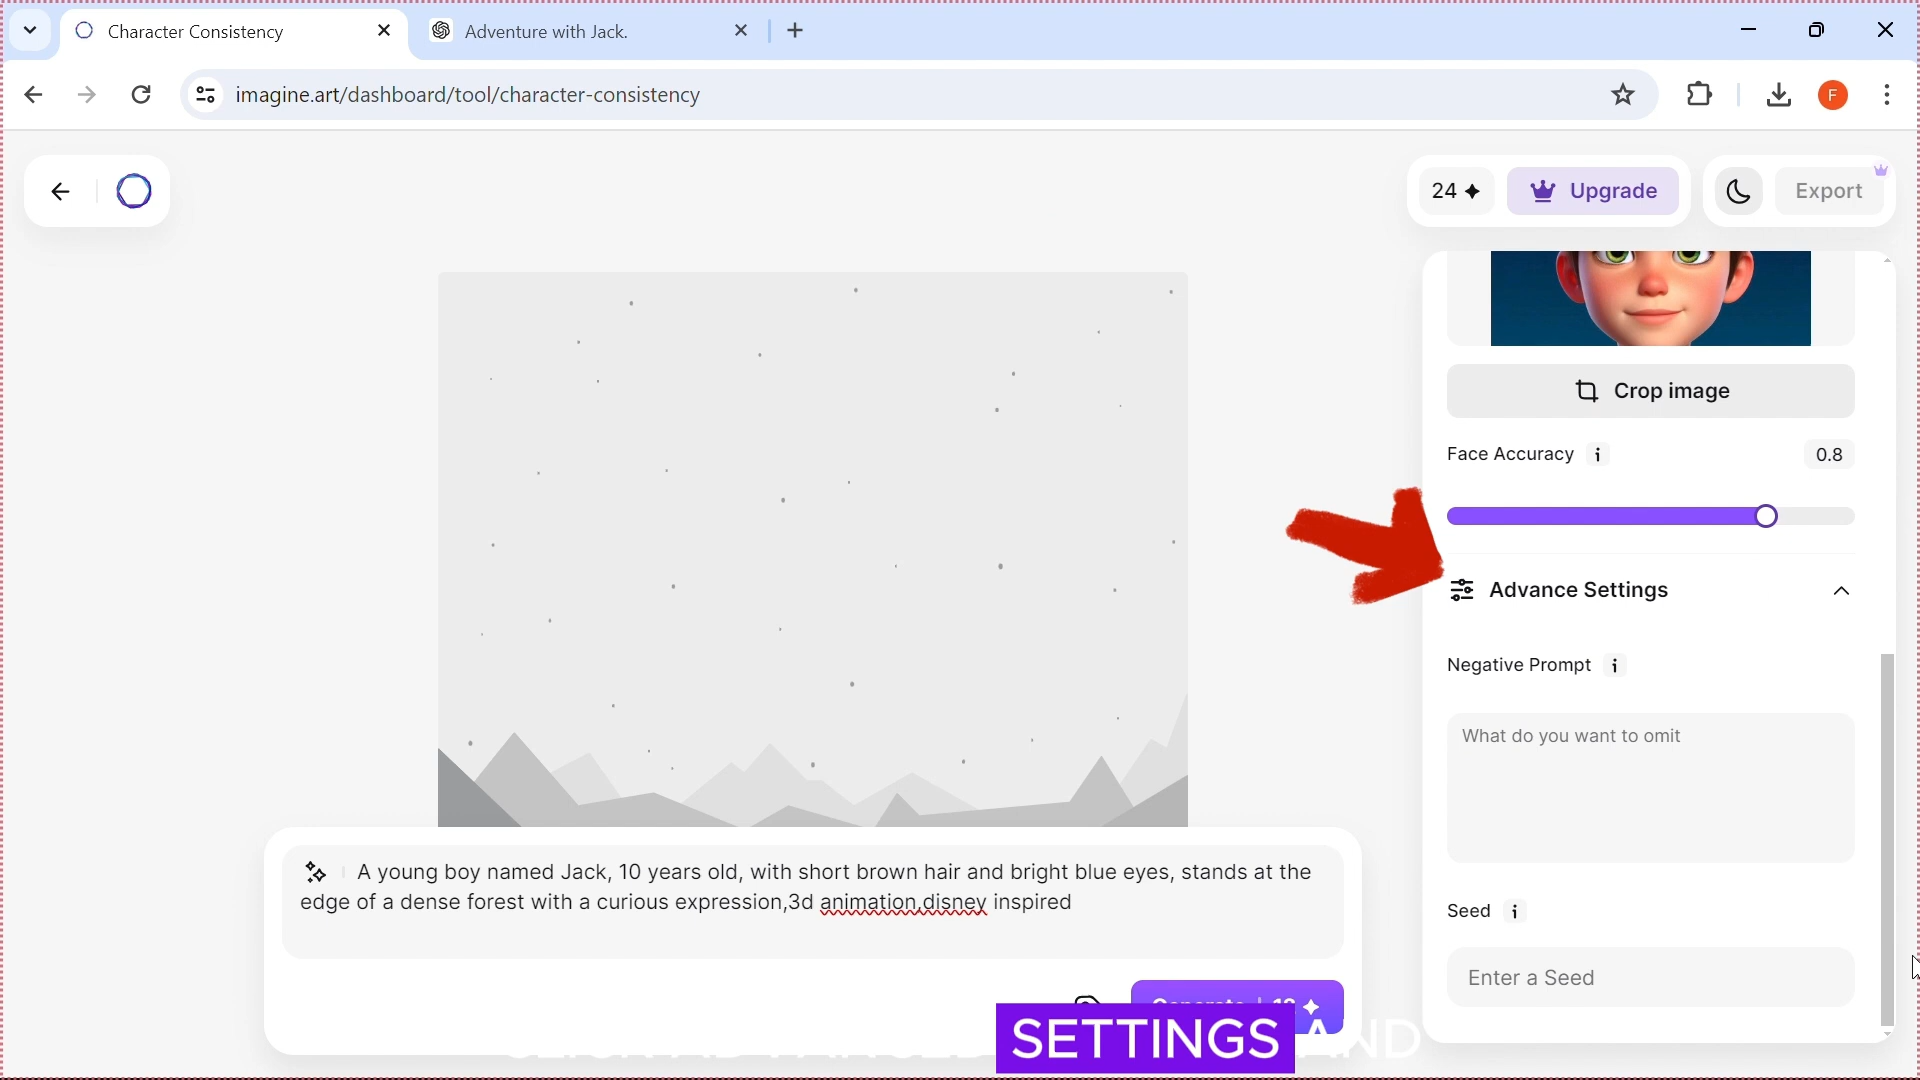 Character Consistency
Adventure with Jack.
imagine.art/dashboard/tool/character-consistency
F
24
Upgrade
Export
Crop image
Face Accuracy i
0.8
Advance Settings
Negative Prompt i
What do you want to omit
Seed i
Enter a Seed
A young boy named Jack, 10 years old, with short brown hair and bright blue eyes, stands at the
edge of a dense forest with a curious expression,3d animation,disney inspired
SETTINGS AND